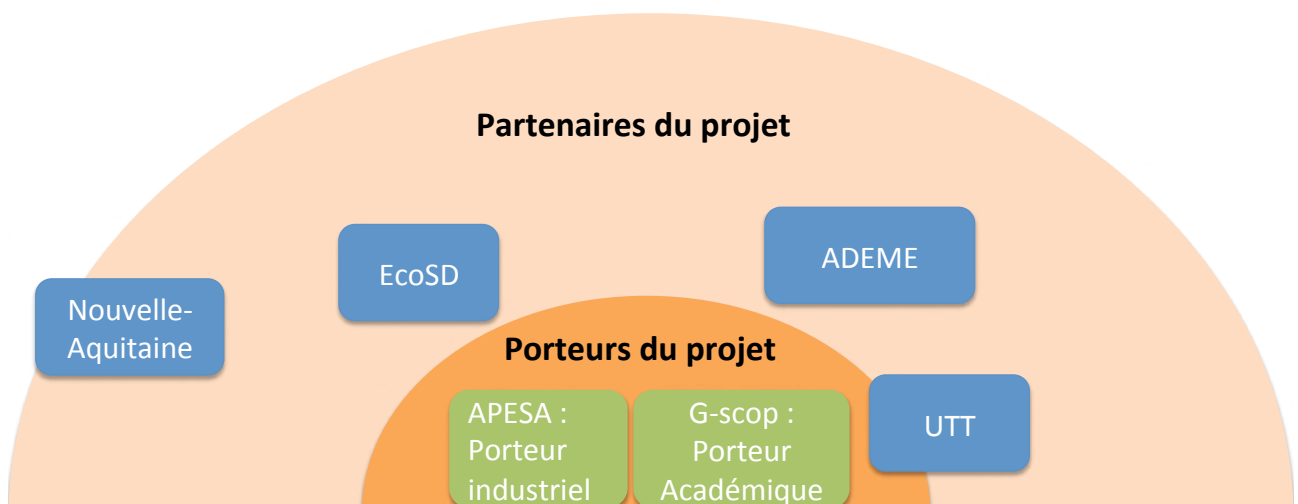 Partenaires du projet
ADEME
EcoSD
Nouvelle-
Aquitaine
Porteurs du projet
APESA :
Porteur
industriel
G-scop :
Porteur
Académique
UTT